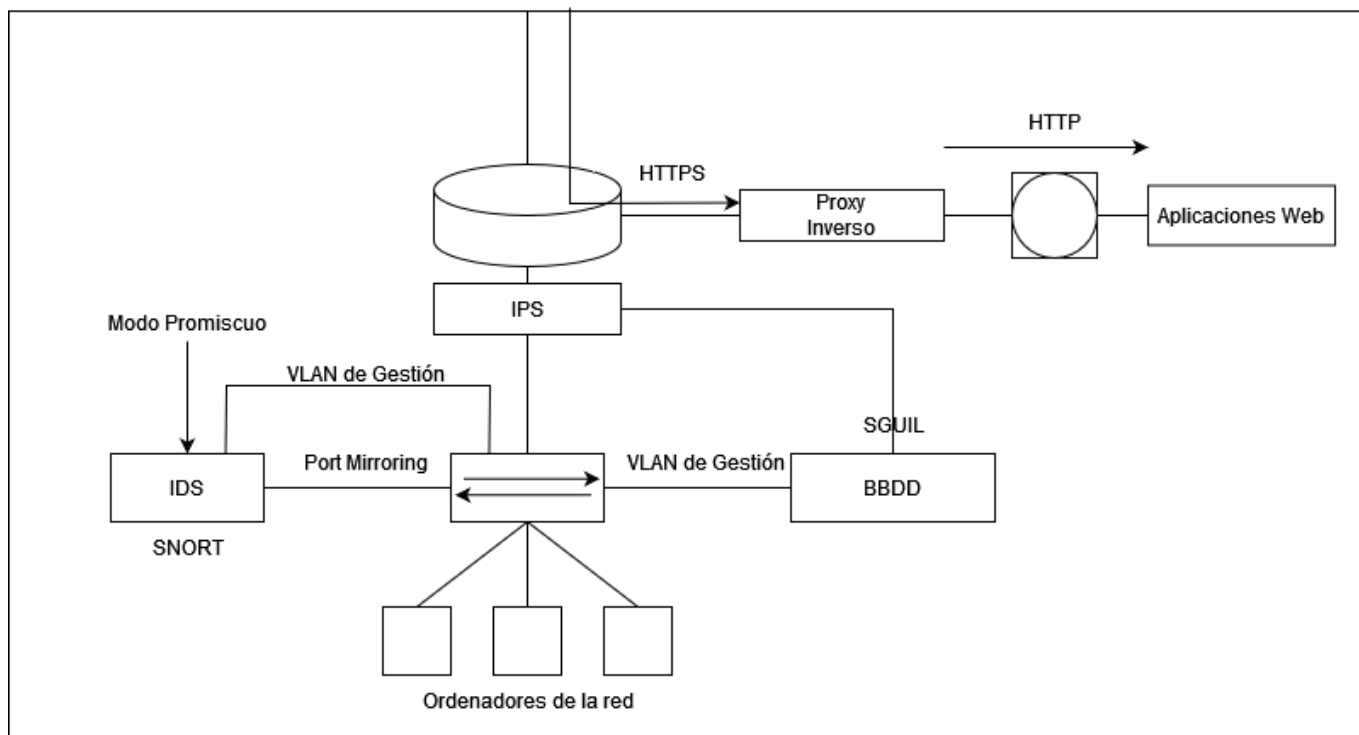 HTTP
HTTPS
Proxy
Inverso
Aplicaciones Web
IPS
Modo Promiscuo
VLAN de Gestión
SGUIL
Port Mirroring
VLAN de Gestión
IDS
BBDD
SNORT
Ordenadores de la red